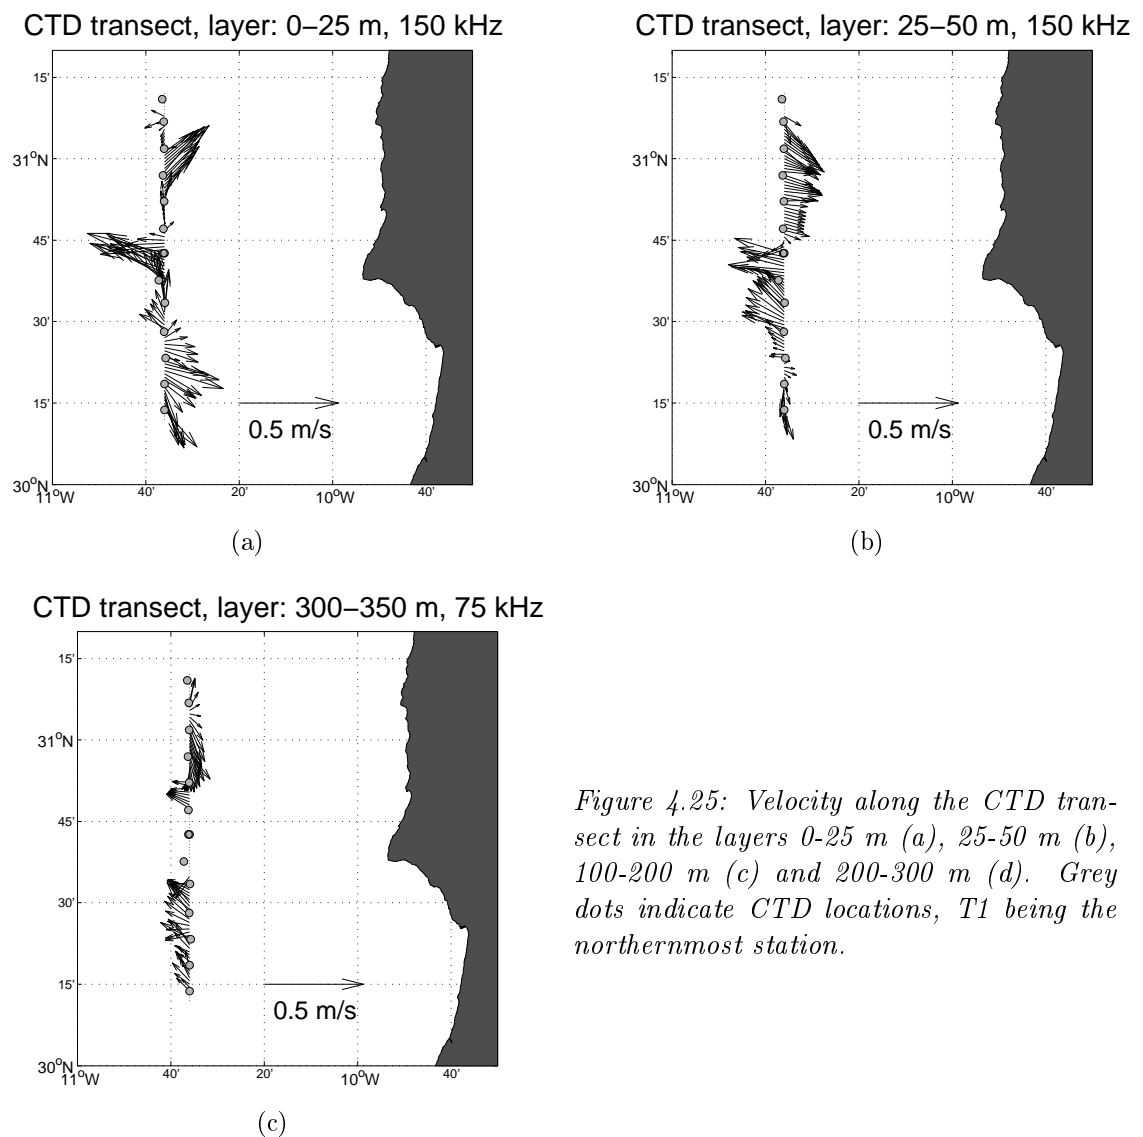 CTD transect, layer: 0−25 m, 150 kHz
15'
31°N
45'
30'
15'
30°N
11°W
40'
20'
10°W
40'
0.5 m/s
(a)
CTD transect, layer: 25−50 m, 150 kHz
15'
31°N
45'
30'
15'
30°N
11°W
40'
20'
10°W
40'
0.5 m/s
(b)
CTD transect, layer: 300−350 m, 75 kHz
15'
31°N
45'
30'
15'
30°N
11°W
40'
20'
10°W
40'
0.5 m/s
(c)
Figure 4.25: Velocity along the CTD tran-
sect in the layers 0-25 m (a), 25-50 m (b),
100-200 m (c) and 200-300 m (d). Grey
dots indicate CTD locations, T1 being the
northernmost station.